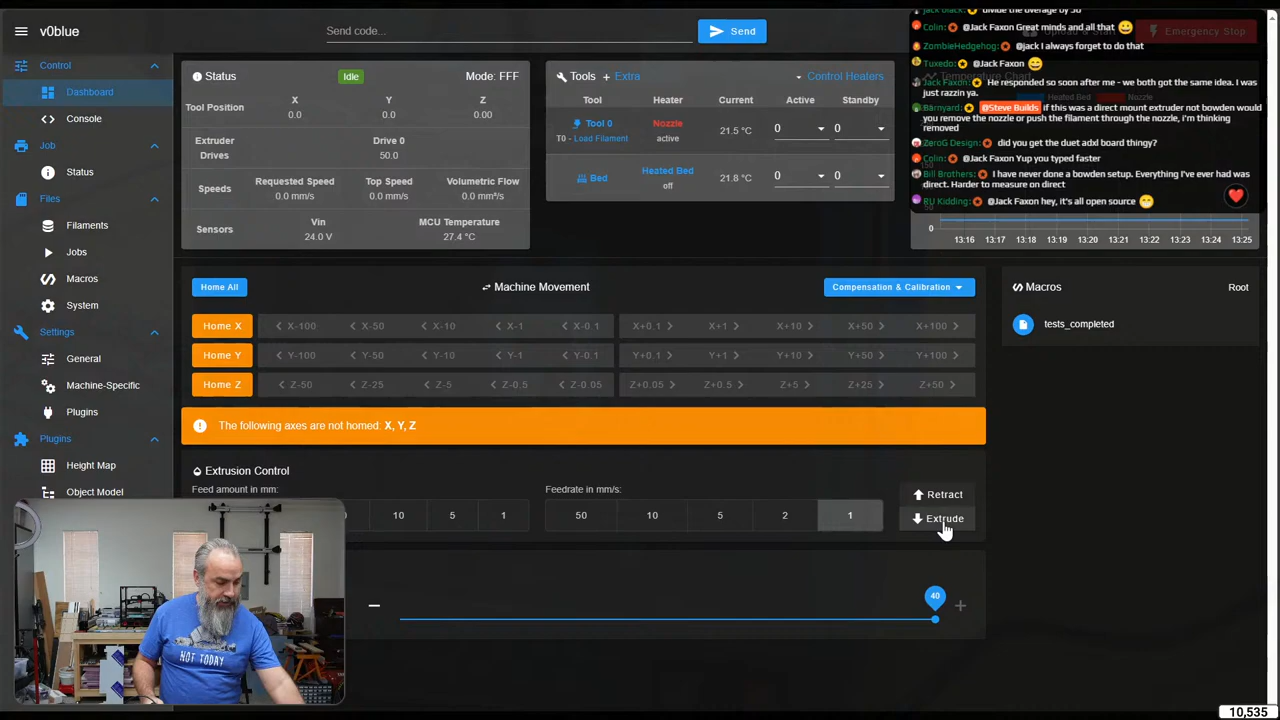 v0blue
Send code...
Send
Emergency Stop
Control
Dashboard
Console
Job
Status
Files
Filaments
Jobs
Macros
System
Settings
General
Machine-Specific
Plugins
Plugins
Height Map
Object Model
Status
Idle
Mode: FFF
Tool Position
X
Y
Z
0.0
0.0
0.00
Extruder Drives
Drive 0
50.0
Speeds
Requested Speed
Top Speed
Volumetric Flow
0.0 mm/s
0.0 mm/s
0.0 mm³/s
Sensors
Vin
MCU Temperature
24.0 V
27.4 °C
Tools + Extra
Control Heaters
Tool
Heater
Current
Active
Standby
Tool 0
T0 - Load Filament
Nozzle
active
21.5 °C
0
0
Bed
Heated Bed
off
21.8 °C
0
0
Colin: @Jack Faxon Great minds and all that
ZombieHedgehog: @jack I always forget to do that
Tuxedo: @Jack Faxon
Jack Faxon: He responded so soon after me - we both got the same idea. I was
just razzin ya.
Barnyard: @Steve Builds if this was a direct mount extruder not bowden would
you remove the nozzle or push the filament through the nozzle, i'm thinking
removed
ZeroG Design: did you get the duet adxl board thingy?
Colin: @Jack Faxon Yup you typed faster
Bill Brothers: I have never done a bowden setup. Everything I've ever had was
direct. Harder to measure on direct
RU Kidding: @Jack Faxon hey, it's all open source
Temperature Chart
Heated Bed
Nozzle
50
0
13:16 13:17 13:18 13:19 13:20 13:21 13:22 13:23 13:24 13:25
Home All
Machine Movement
Compensation & Calibration
Home X
X-100 X-50 X-10 X-1 X-0.1 X+0.1 X+1 X+10 X+50 X+100
Home Y
Y-100 Y-50 Y-10 Y-1 Y-0.1 Y+0.1 Y+1 Y+10 Y+50 Y+100
Home Z
Z-50 Z-25 Z-5 Z-0.5 Z-0.05 Z+0.05 Z+0.5 Z+5 Z+25 Z+50
The following axes are not homed: X, Y, Z
Macros
Root
tests_completed
Extrusion Control
Feed amount in mm:
10 5 1
Feedrate in mm/s:
50 10 5 2 1
Retract
Extrude
40
NOT TODAY
10,535